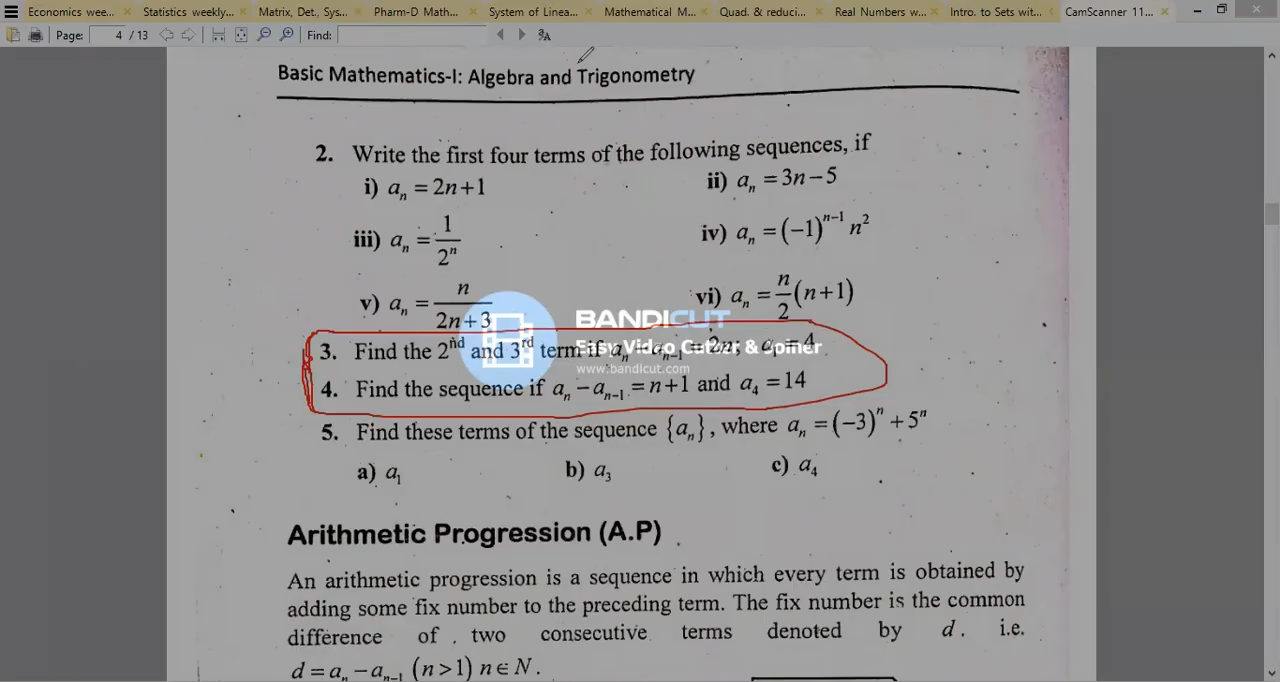 Economics wee... Statistics weekly... Matrix, Det., Sys... Pharm-D Math... System of Linea... Mathematical M... Quad. & reduci... Real Numbers w... Intro. to Sets wit... CamScanner 11...
Page: 4 / 13 Find:
Basic Mathematics-I: Algebra and Trigonometry
2. Write the first four terms of the following sequences, if
i) aₙ = 2n+1 ii) aₙ = 3n−5
iii) aₙ = 1/2ⁿ iv) aₙ = (−1)ⁿ⁻¹ n²
v) aₙ = n/(2n+3) vi) aₙ = n/2 (n+1)
BANDICUT
3. Find the 2ⁿᵈ and 3ʳᵈ term if aₙ − aₙ₋₁ = 2n, = 4
Easy Video Cutter & Joiner
www.bandicut.com
4. Find the sequence if aₙ − aₙ₋₁ = n+1 and a₄ = 14
5. Find these terms of the sequence {aₙ}, where aₙ = (−3)ⁿ + 5ⁿ
a) a₁ b) a₃ c) a₄
Arithmetic Progression (A.P)
An arithmetic progression is a sequence in which every term is obtained by
adding some fix number to the preceding term. The fix number is the common
difference of two consecutive terms denoted by d. i.e.
d = aₙ − aₙ₋₁ (n>1) n∈N.